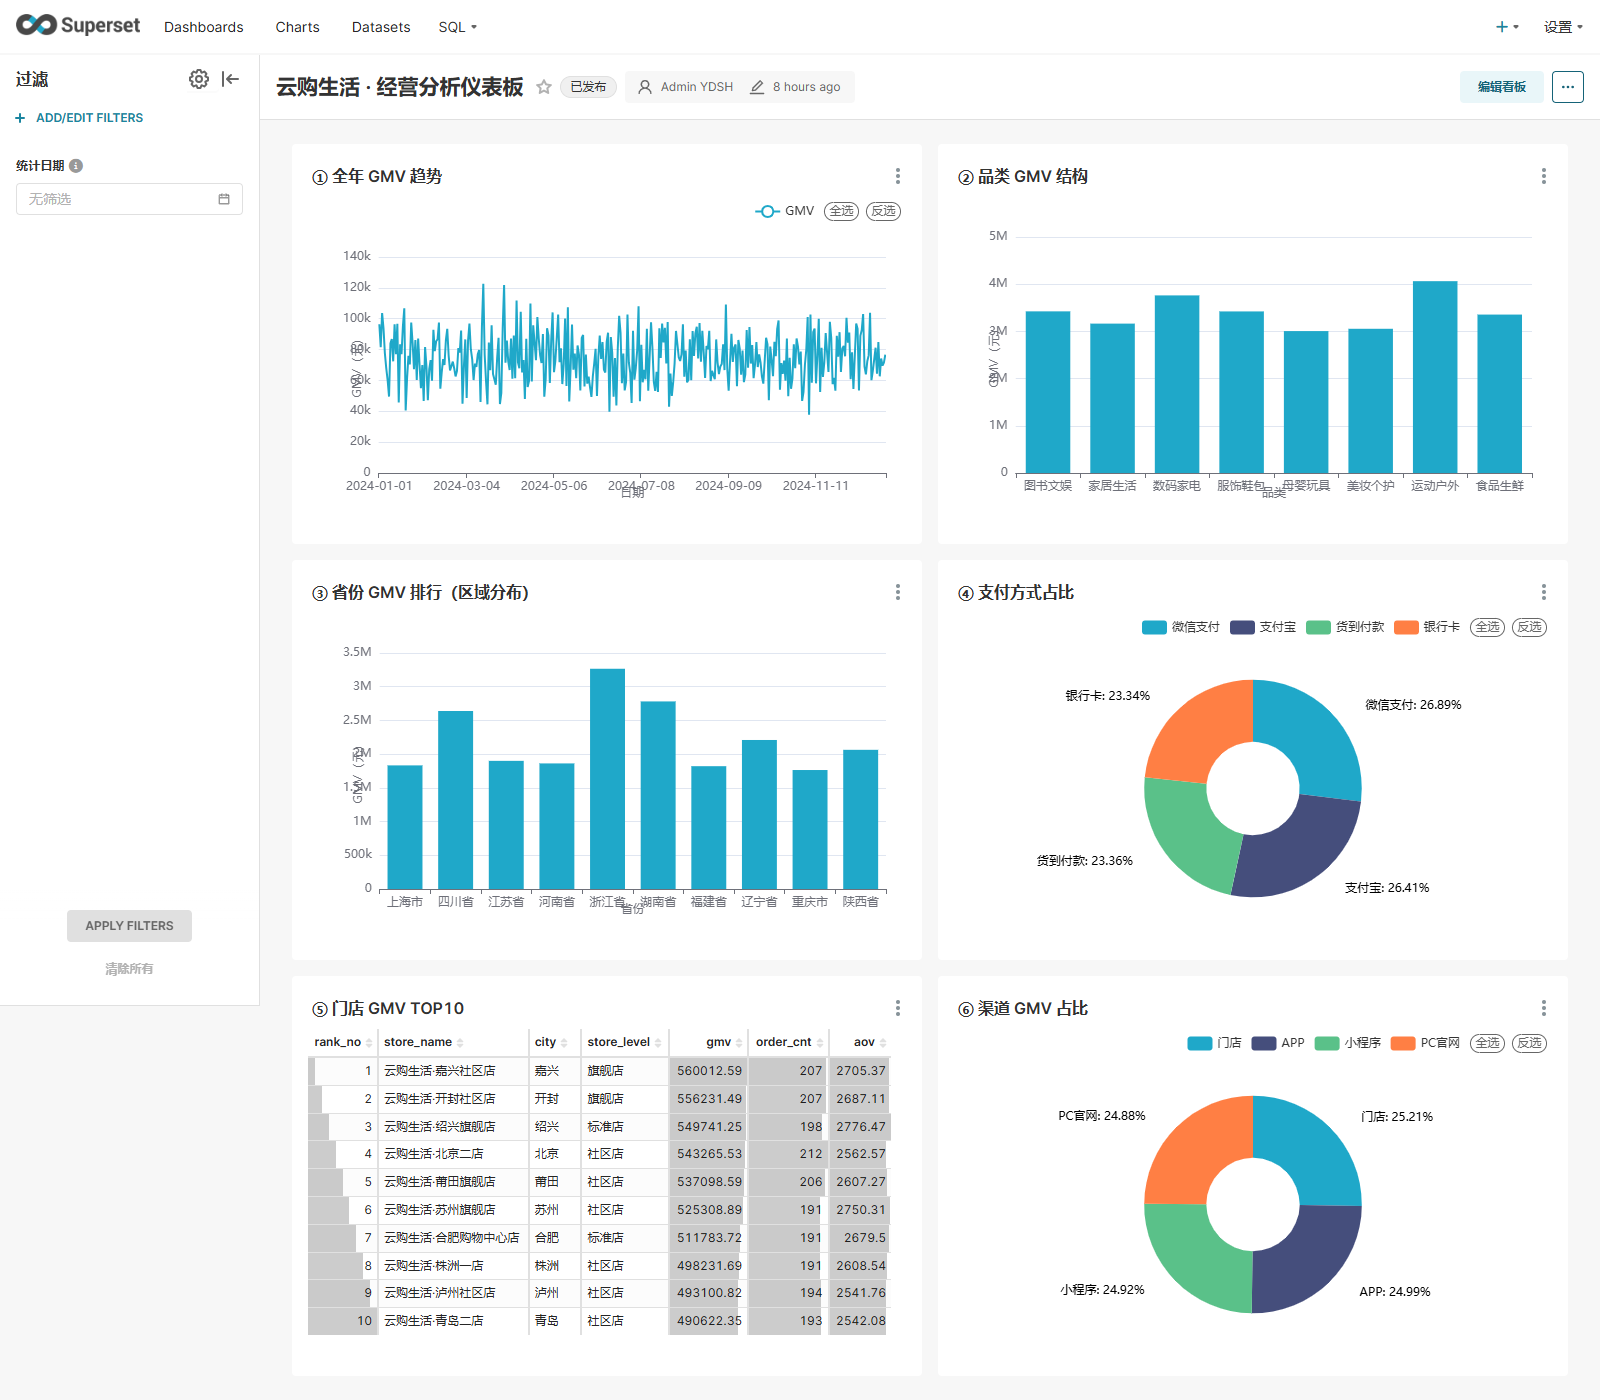 Superset
Dashboards
Charts
Datasets
SQL
设置
过滤
ADD/EDIT FILTERS
统计日期
无筛选
APPLY FILTERS
清除所有
云购生活 · 经营分析仪表板
已发布
Admin YDSH
8 hours ago
编辑看板
① 全年 GMV 趋势
GMV 全选 反选
140k
120k
100k
80k
60k
40k
20k
0
GMV（元）
2024-01-01 2024-03-04 2024-05-06 2024-07-08 2024-09-09 2024-11-11
日期
② 品类 GMV 结构
5M
4M
3M
2M
1M
0
GMV（元）
图书文娱 家居生活 数码家电 服饰鞋包 母婴玩具 美妆个护 运动户外 食品生鲜
品类
③ 省份 GMV 排行（区域分布）
3.5M
3M
2.5M
2M
1.5M
1M
500k
0
GMV（元）
上海市 四川省 江苏省 河南省 浙江省 湖南省 福建省 辽宁省 重庆市 陕西省
省份
④ 支付方式占比
微信支付 支付宝 货到付款 银行卡 全选 反选
银行卡: 23.34%
微信支付: 26.89%
货到付款: 23.36%
支付宝: 26.41%
⑤ 门店 GMV TOP10
rank_no store_name city store_level gmv order_cnt aov
1 云购生活·嘉兴社区店 嘉兴 旗舰店 560012.59 207 2705.37
2 云购生活·开封社区店 开封 旗舰店 556231.49 207 2687.11
3 云购生活·绍兴旗舰店 绍兴 标准店 549741.25 198 2776.47
4 云购生活·北京二店 北京 社区店 543265.53 212 2562.57
5 云购生活·莆田旗舰店 莆田 社区店 537098.59 206 2607.27
6 云购生活·苏州旗舰店 苏州 社区店 525308.89 191 2750.31
7 云购生活·合肥购物中心店 合肥 标准店 511783.72 191 2679.5
8 云购生活·株洲一店 株洲 社区店 498231.69 191 2608.54
9 云购生活·泸州社区店 泸州 社区店 493100.82 194 2541.76
10 云购生活·青岛二店 青岛 社区店 490622.35 193 2542.08
⑥ 渠道 GMV 占比
门店 APP 小程序 PC官网 全选 反选
PC官网: 24.88%
门店: 25.21%
小程序: 24.92%
APP: 24.99%